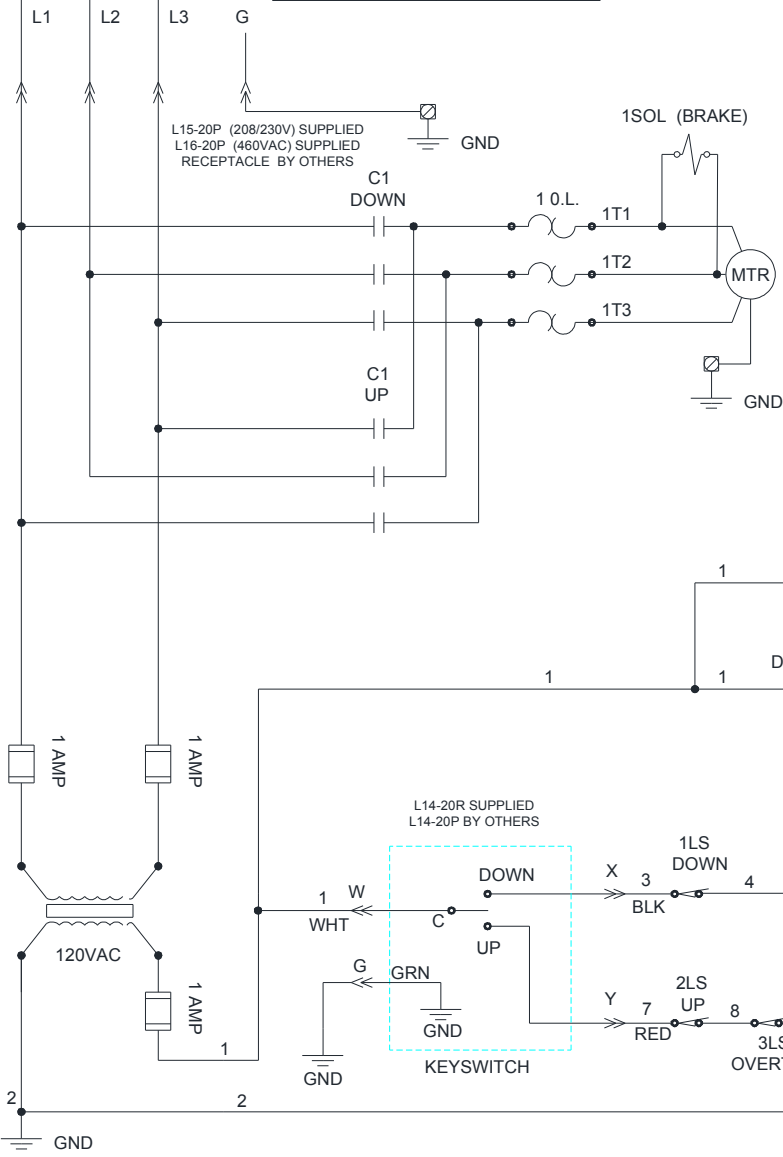 L1
L2
L3
G
L15-20P (208/230V) SUPPLIED
L16-20P (460VAC) SUPPLIED
RECEPTACLE BY OTHERS
GND
1SOL (BRAKE)
C1
DOWN
1 O.L.
1T1
1T2
MTR
1T3
C1
UP
GND
1
1
1
D
1 AMP
1 AMP
L14-20R SUPPLIED
L14-20P BY OTHERS
1LS
DOWN
DOWN
X
3
4
BLK
1
W
WHT
C
UP
120VAC
G
GRN
1 AMP
GND
Y
7
RED
2LS
UP
8
3LS
OVERT
1
GND
KEYSWITCH
2
2
GND